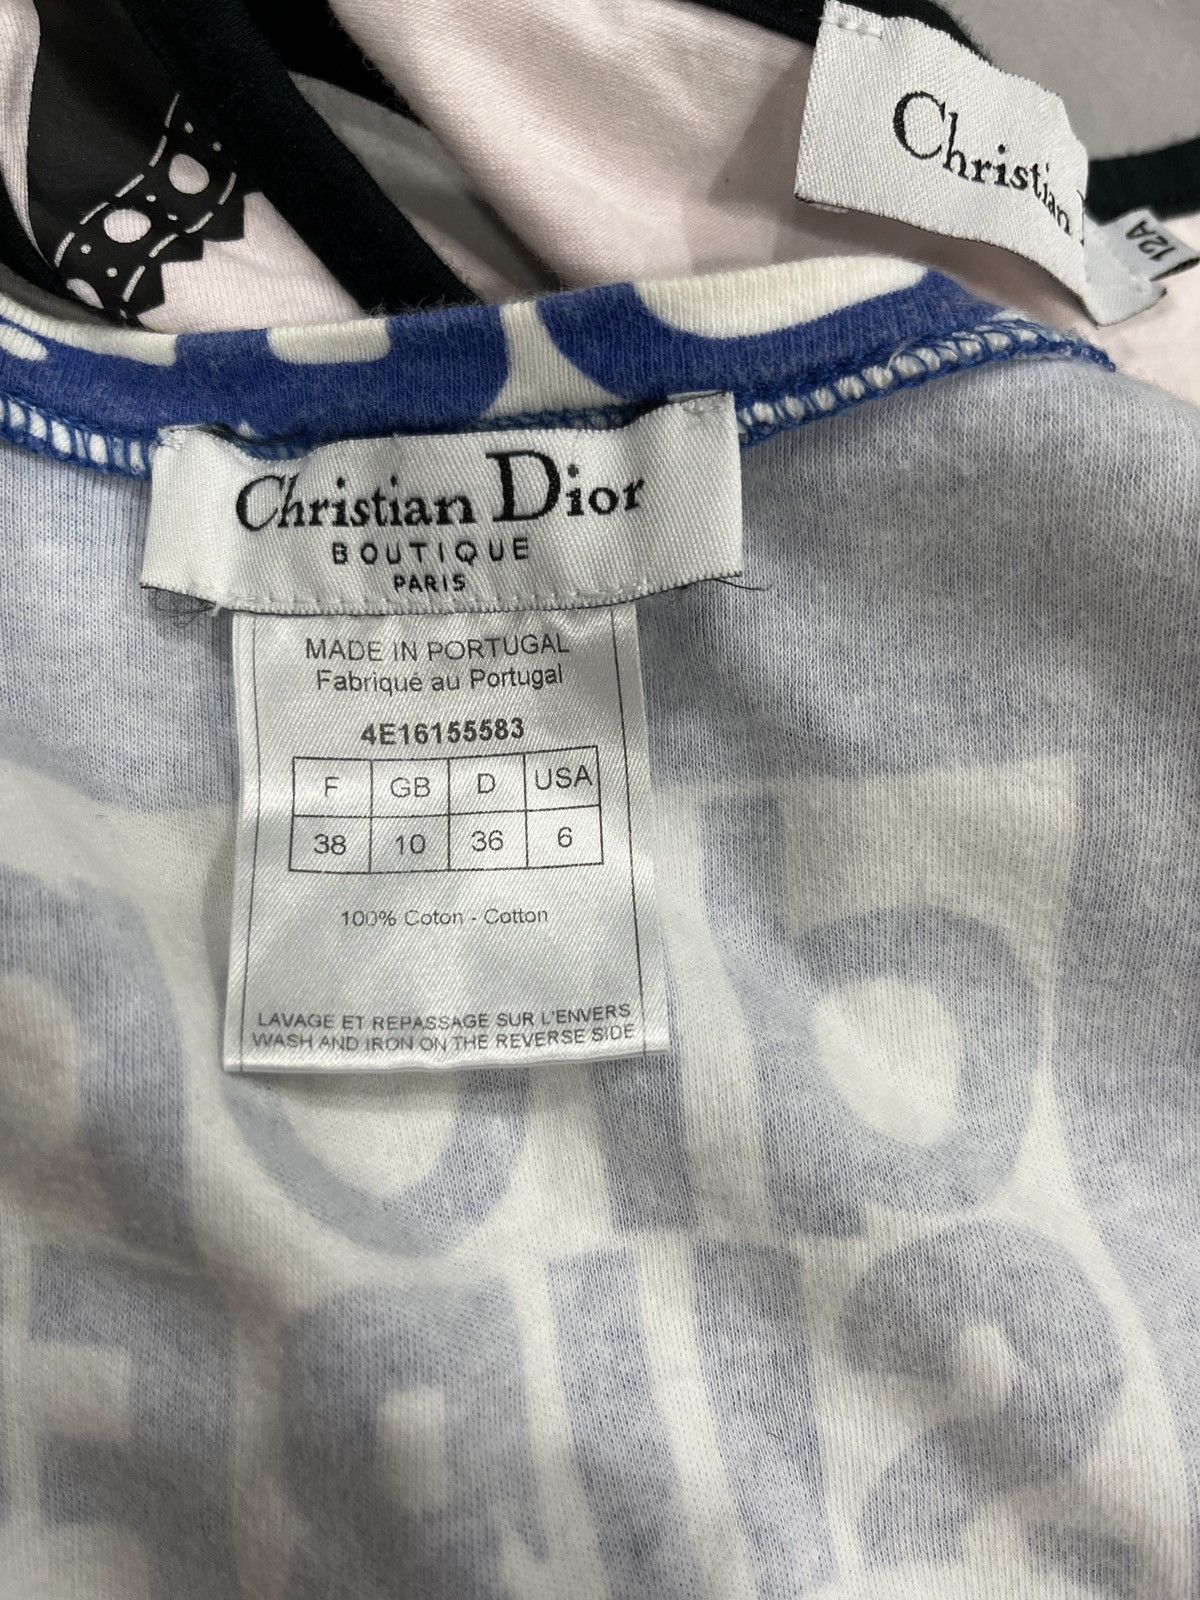 Christian
12A
Christian Dior
BOUTIQUE
PARIS
MADE IN PORTUGAL
Fabriqué au Portugal
4E16155583
F GB D USA
38 10 36 6
100% Coton - Cotton
LAVAGE ET REPASSAGE SUR L'ENVERS
WASH AND IRON ON THE REVERSE SIDE